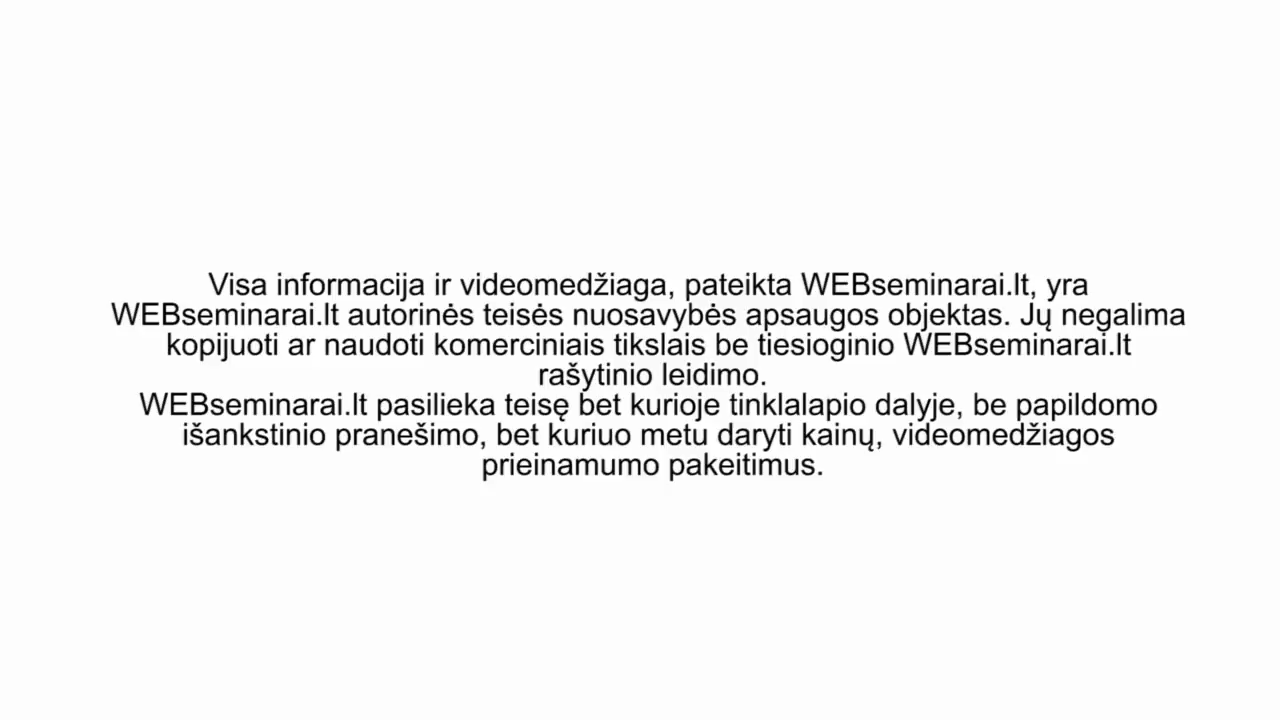 Visa informacija ir videomedžiaga, pateikta WEBseminarai.lt, yra
WEBseminarai.lt autorinės teisės nuosavybės apsaugos objektas. Jų negalima
kopijuoti ar naudoti komerciniais tikslais be tiesioginio WEBseminarai.lt
rašytinio leidimo.
WEBseminarai.lt pasilieka teisę bet kurioje tinklalapio dalyje, be papildomo
išankstinio pranešimo, bet kuriuo metu daryti kainų, videomedžiagos
prieinamumo pakeitimus.